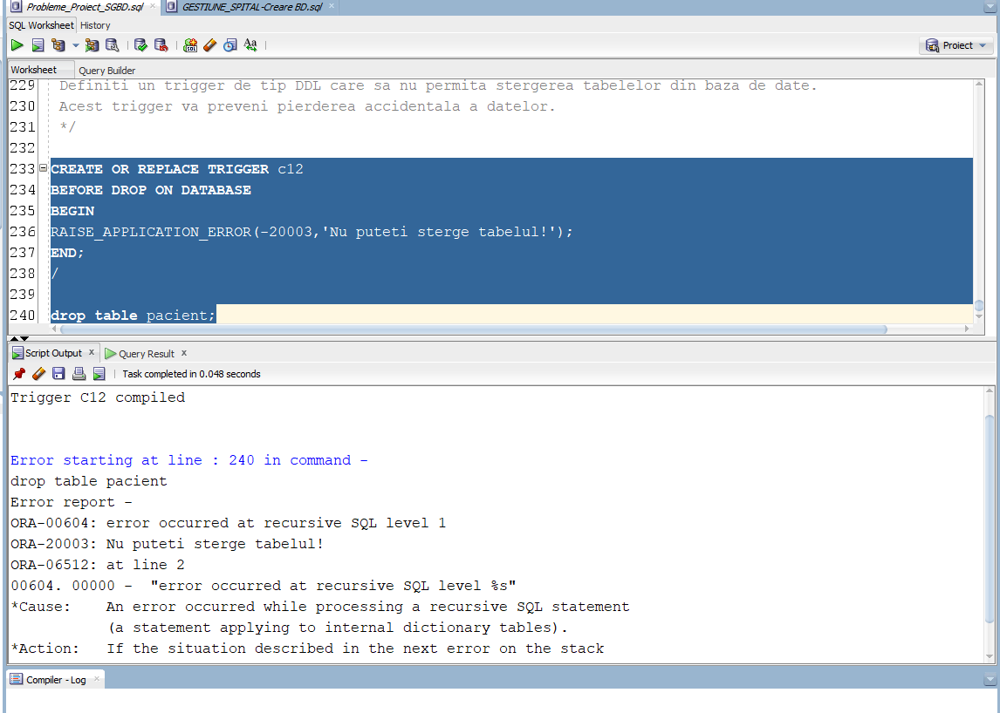 Probleme_Proiect_SGBD.sql × GESTIUNE_SPITAL-Creare BD.sql ×
SQL Worksheet History
Proiect
Worksheet Query Builder
229 Definiti un trigger de tip DDL care sa nu permita stergerea tabelelor din baza de date.
230 Acest trigger va preveni pierderea accidentala a datelor.
231 */
232
233 CREATE OR REPLACE TRIGGER c12
234 BEFORE DROP ON DATABASE
235 BEGIN
236 RAISE_APPLICATION_ERROR(-20003,'Nu puteti sterge tabelul!');
237 END;
238 /
239
240 drop table pacient;
Script Output x Query Result x
Task completed in 0.048 seconds
Trigger C12 compiled
Error starting at line : 240 in command -
drop table pacient
Error report -
ORA-00604: error occurred at recursive SQL level 1
ORA-20003: Nu puteti sterge tabelul!
ORA-06512: at line 2
00604. 00000 -  "error occurred at recursive SQL level %s"
*Cause:    An error occurred while processing a recursive SQL statement
(a statement applying to internal dictionary tables).
*Action:   If the situation described in the next error on the stack
Compiler - Log ×